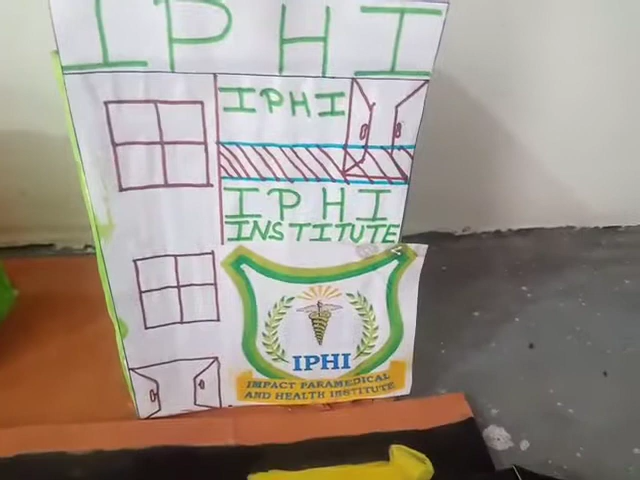 IPHI
IPHI
IPHI
INSTITUTE
IPHI
IMPACT PARAMEDICAL
AND HEALTH INSTITUTE